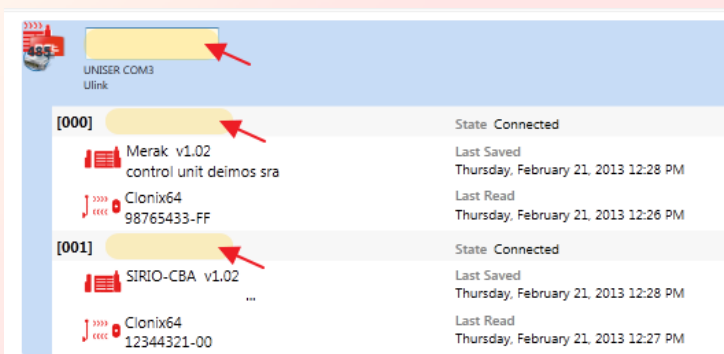 485
UNISER COM3
Ulink
[000] State Connected
Merak v1.02 Last Saved
control unit deimos sra Thursday, February 21, 2013 12:28 PM
Clonix64 Last Read
98765433-FF Thursday, February 21, 2013 12:26 PM
[001] State Connected
SIRIO-CBA v1.02 Last Saved
... Thursday, February 21, 2013 12:28 PM
Clonix64 Last Read
12344321-00 Thursday, February 21, 2013 12:27 PM